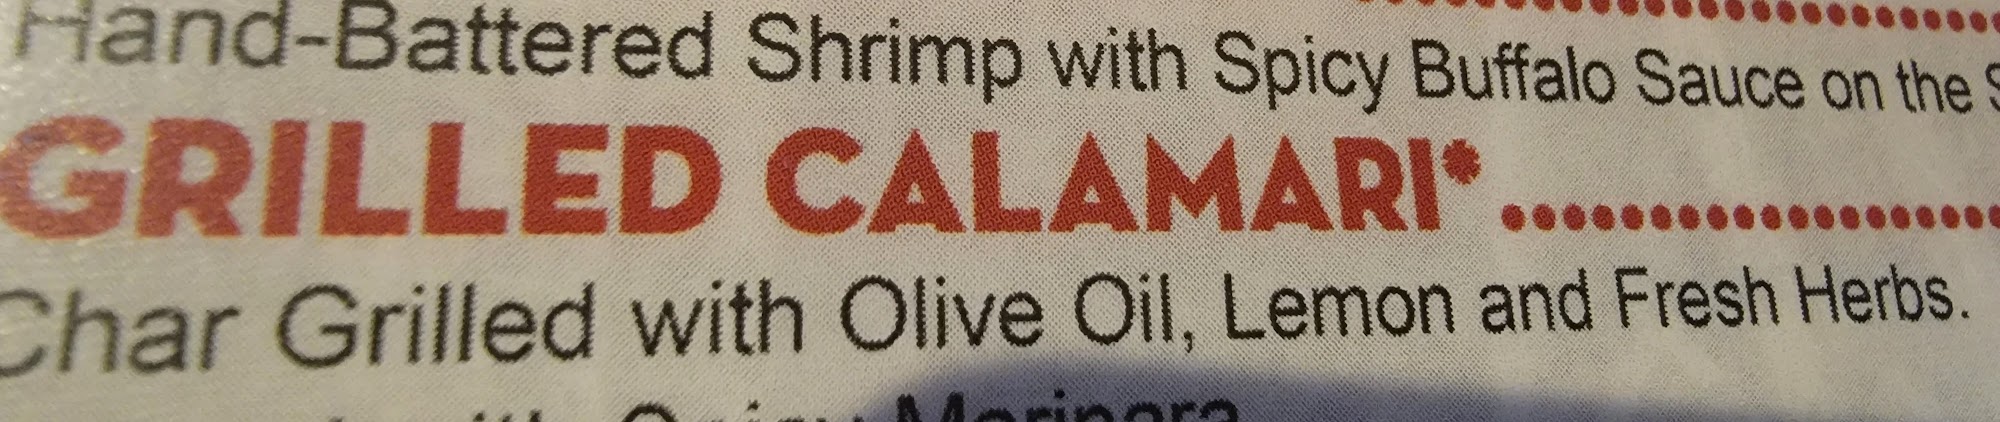 Hand-Battered Shrimp with Spicy Buffalo Sauce on the
GRILLED CALAMARI*
Char Grilled with Olive Oil, Lemon and Fresh Herbs.
Marinara